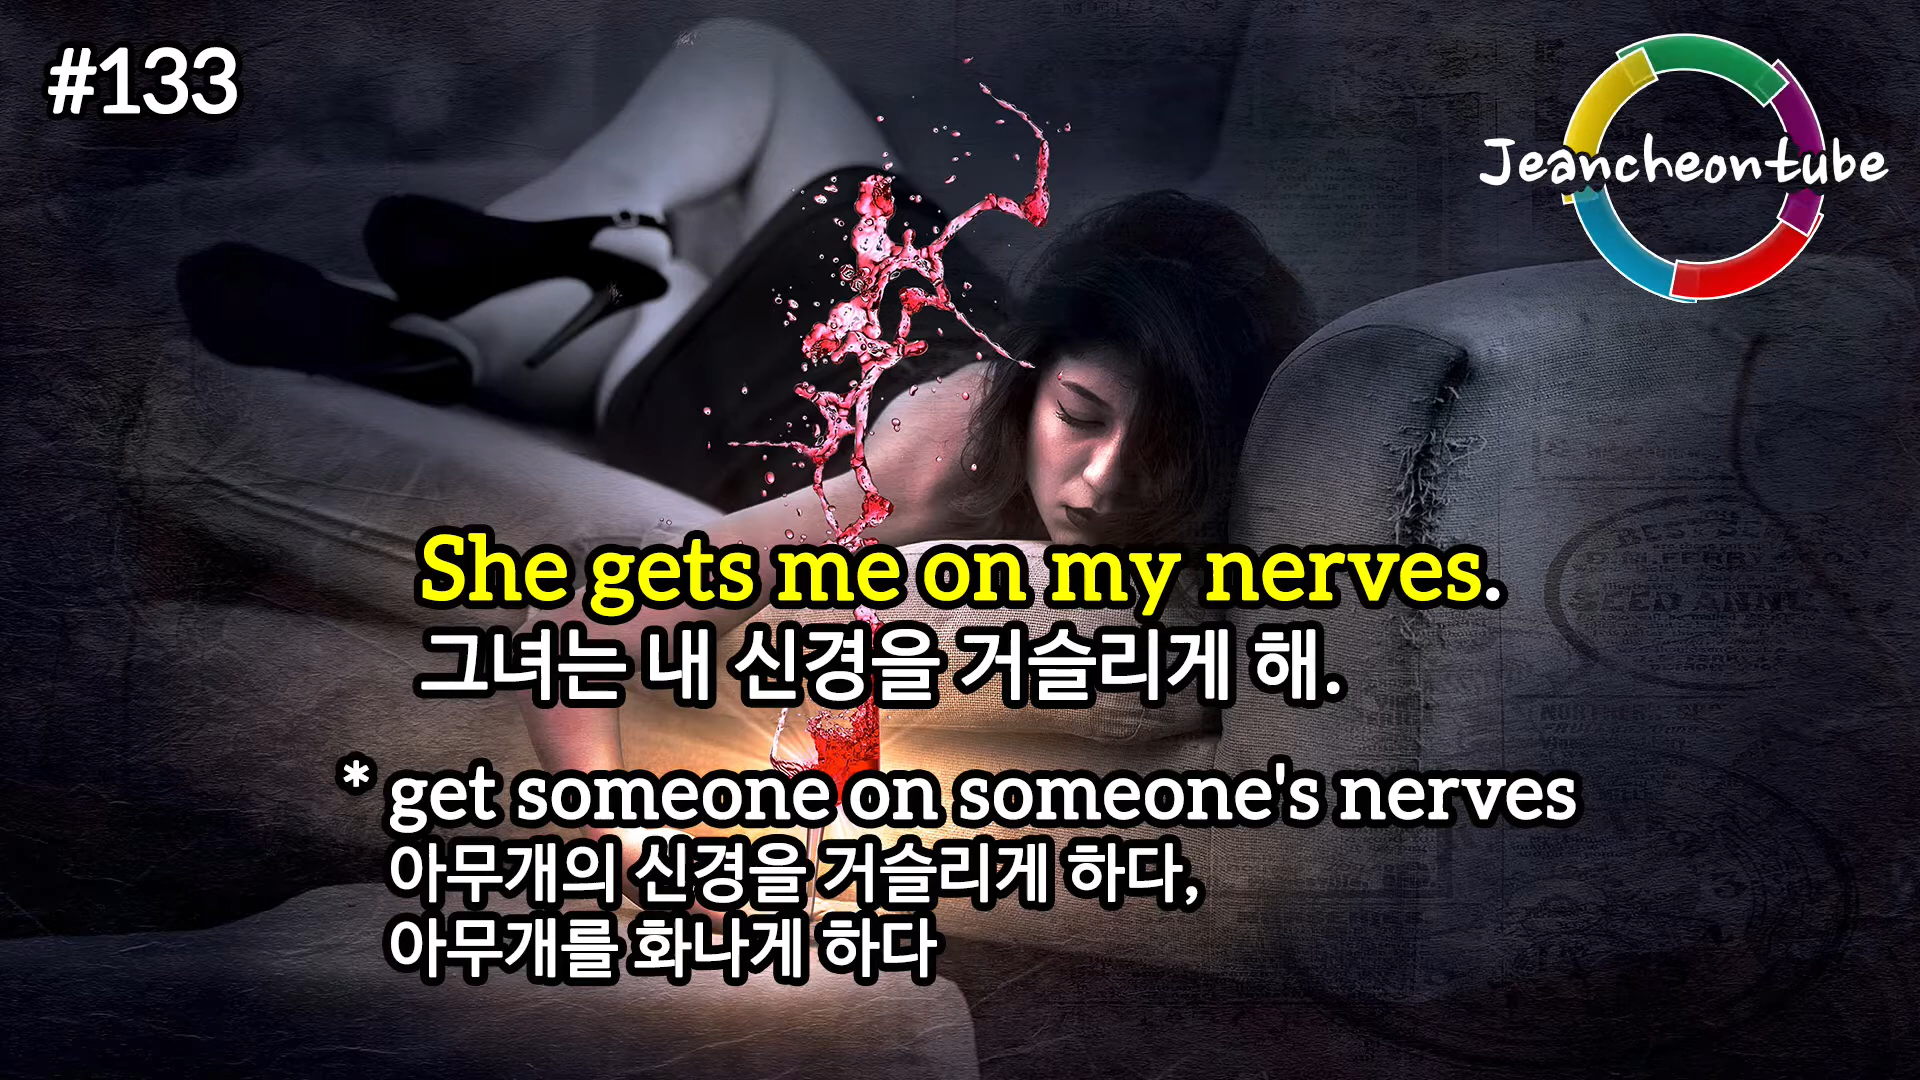 #133
Jeancheontube
She gets me on my nerves.
그녀는 내 신경을 거슬리게 해.
* get someone on someone's nerves
아무개의 신경을 거슬리게 하다,
아무개를 화나게 하다